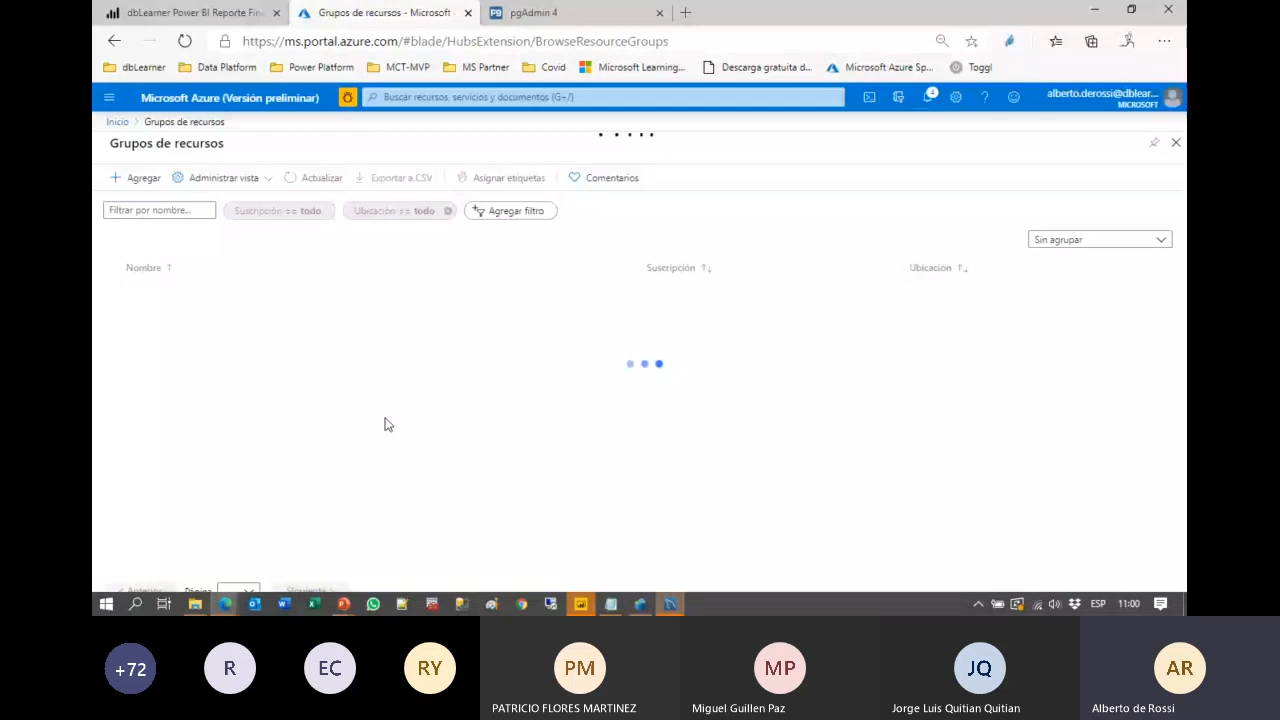 dbLearner Power BI Reporte Fin
Grupos de recursos - Microsoft
pgAdmin 4
https://ms.portal.azure.com/#blade/HubsExtension/BrowseResourceGroups
dbLearner
Data Platform
Power Platform
MCT-MVP
MS Partner
Covid
Microsoft Learning...
Descarga gratuita d...
Microsoft Azure Sp...
Toggl
Microsoft Azure (Versión preliminar)
Buscar recursos, servicios y documentos (G+/)
alberto.derossi@dblear...
MICROSOFT
Inicio > Grupos de recursos
Grupos de recursos
Agregar
Administrar vista
Actualizar
Exportar a CSV
Asignar etiquetas
Comentarios
Filtrar por nombre...
Suscripción == todo
Ubicación == todo
Agregar filtro
Sin agrupar
Nombre ↑
Suscripción ↑↓
Ubicación ↑↓
< Anterior
Página
Siguiente >
ESP
11:00
+72
R
EC
RY
PM
MP
JQ
AR
PATRICIO FLORES MARTINEZ
Miguel Guillen Paz
Jorge Luis Quitian Quitian
Alberto de Rossi